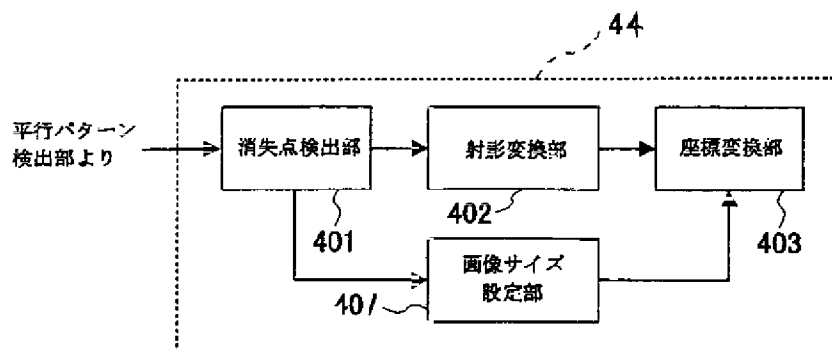 44
平行パターン
検出部より
消失点検出部
射影変換部
座標変換部
401
402
403
画像サイズ
設定部
407